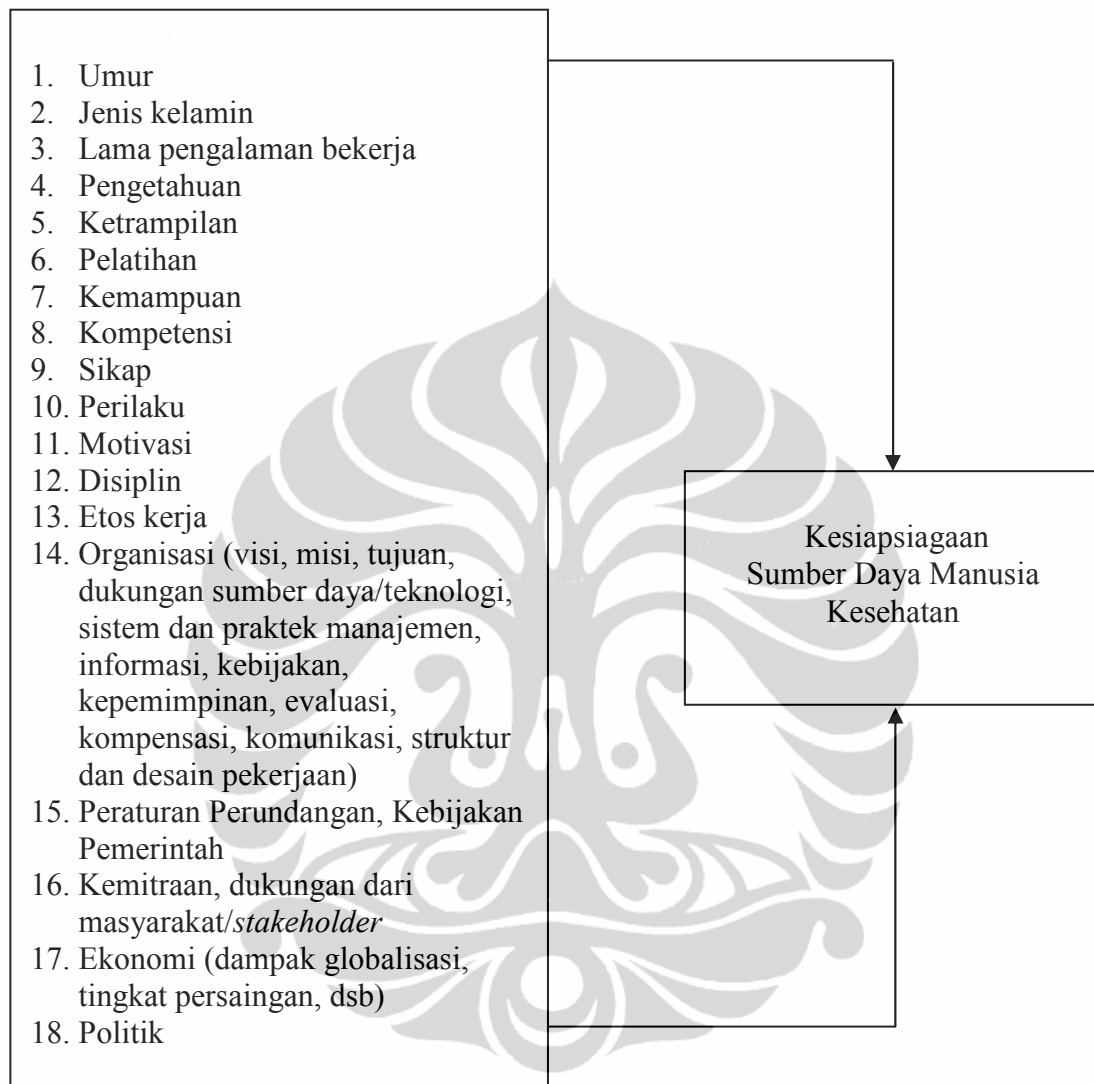 1. Umur
2. Jenis kelamin
3. Lama pengalaman bekerja
4. Pengetahuan
5. Ketrampilan
6. Pelatihan
7. Kemampuan
8. Kompetensi
9. Sikap
10. Perilaku
11. Motivasi
12. Disiplin
13. Etos kerja
14. Organisasi (visi, misi, tujuan,
dukungan sumber daya/teknologi,
sistem dan praktek manajemen,
informasi, kebijakan,
kepemimpinan, evaluasi,
kompensasi, komunikasi, struktur
dan desain pekerjaan)
15. Peraturan Perundangan, Kebijakan
Pemerintah
16. Kemitraan, dukungan dari
masyarakat/stakeholder
17. Ekonomi (dampak globalisasi,
tingkat persaingan, dsb)
18. Politik
Kesiapsiagaan
Sumber Daya Manusia
Kesehatan